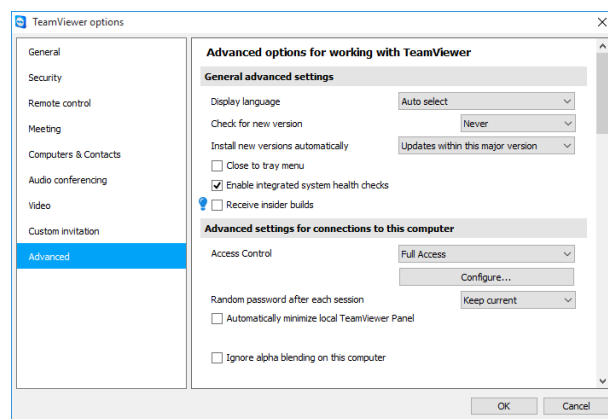 TeamViewer options
General
Security
Remote control
Meeting
Computers & Contacts
Audio conferencing
Video
Custom invitation
Advanced
Advanced options for working with TeamViewer
General advanced settings
Display language Auto select
Check for new version Never
Install new versions automatically Updates within this major version
Close to tray menu
Enable integrated system health checks
Receive insider builds
Advanced settings for connections to this computer
Access Control Full Access
Configure...
Random password after each session Keep current
Automatically minimize local TeamViewer Panel
Ignore alpha blending on this computer
OK Cancel